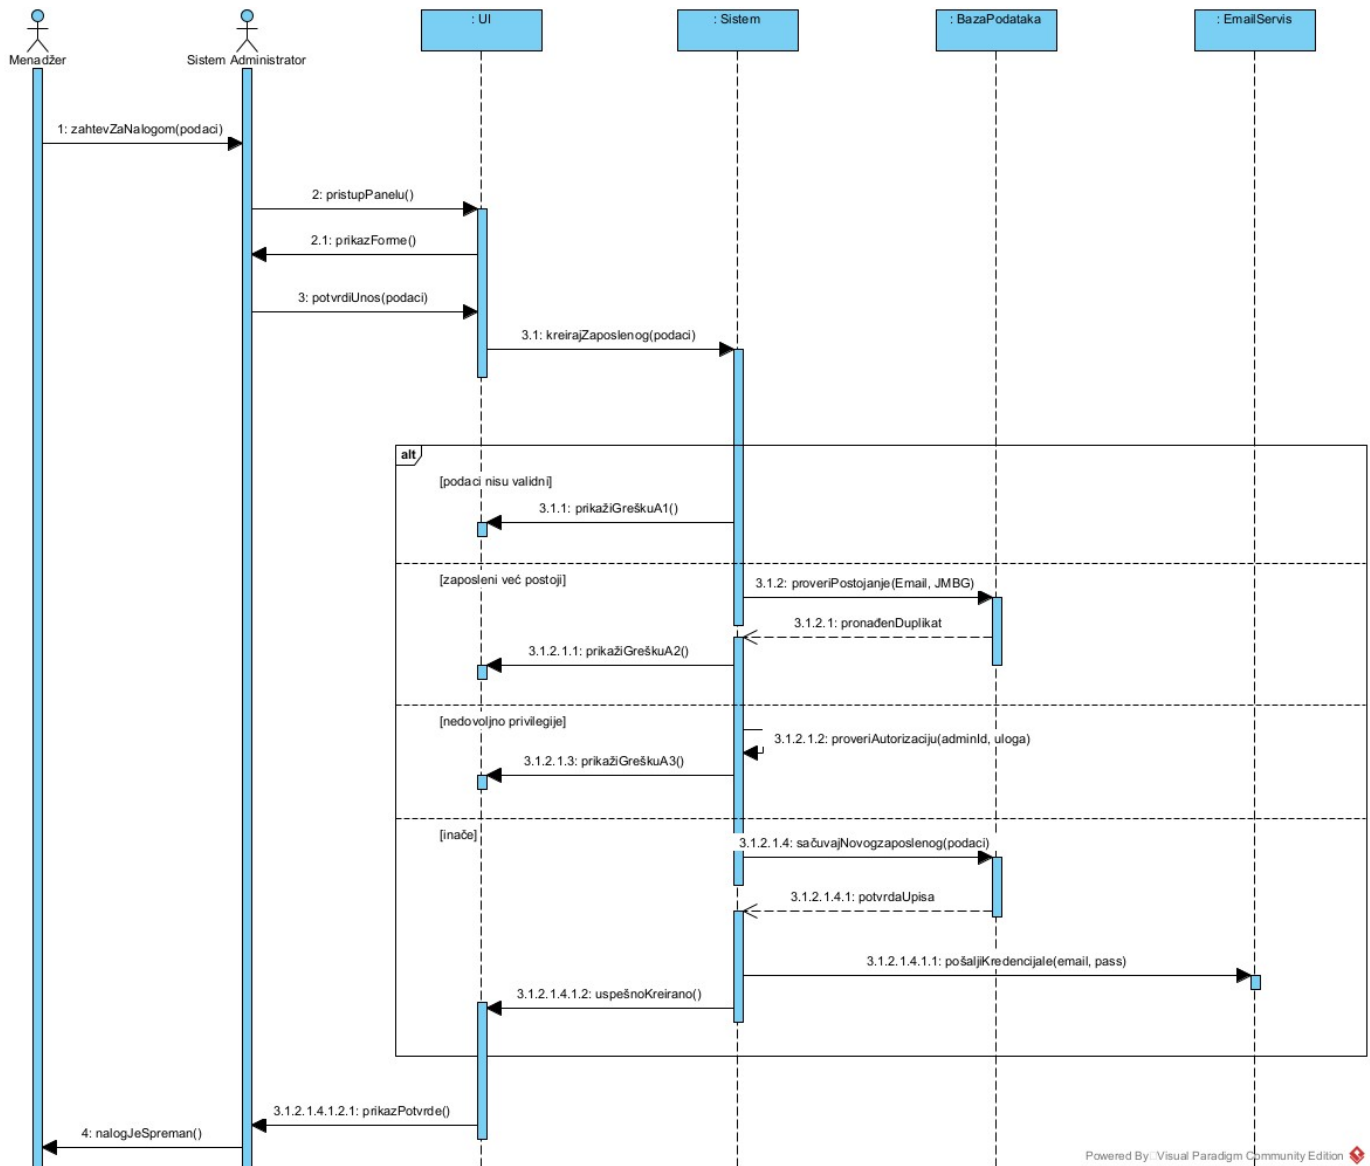 : UI
: Sistem
: BazaPodataka
: EmailServis
Menadžer
Sistem Administrator
1: zahtevZaNalogom(podaci)
2: pristupPanelu()
2.1: prikazForme()
3: potvrdiUnos(podaci)
3.1: kreirajZaposlenog(podaci)
alt
[podaci nisu validni]
3.1.1: prikažiGreškuA1()
[zaposleni već postoji]
3.1.2: proveriPostojanje(Email, JMBG)
3.1.2.1: pronađenDuplikat
3.1.2.1.1: prikažiGreškuA2()
[nedovoljno privilegije]
3.1.2.1.2: proveriAutorizaciju(adminId, uloga)
3.1.2.1.3: prikažiGreškuA3()
[inače]
3.1.2.1.4: sačuvajNovogzaposlenog(podaci)
3.1.2.1.4.1: potvrdaUpisa
3.1.2.1.4.1.1: pošaljiKredencijale(email, pass)
3.1.2.1.4.1.2: uspešnoKreirano()
3.1.2.1.4.1.2.1: prikazPotvrde()
4: nalogJeSpreman()
Powered By Visual Paradigm Community Edition